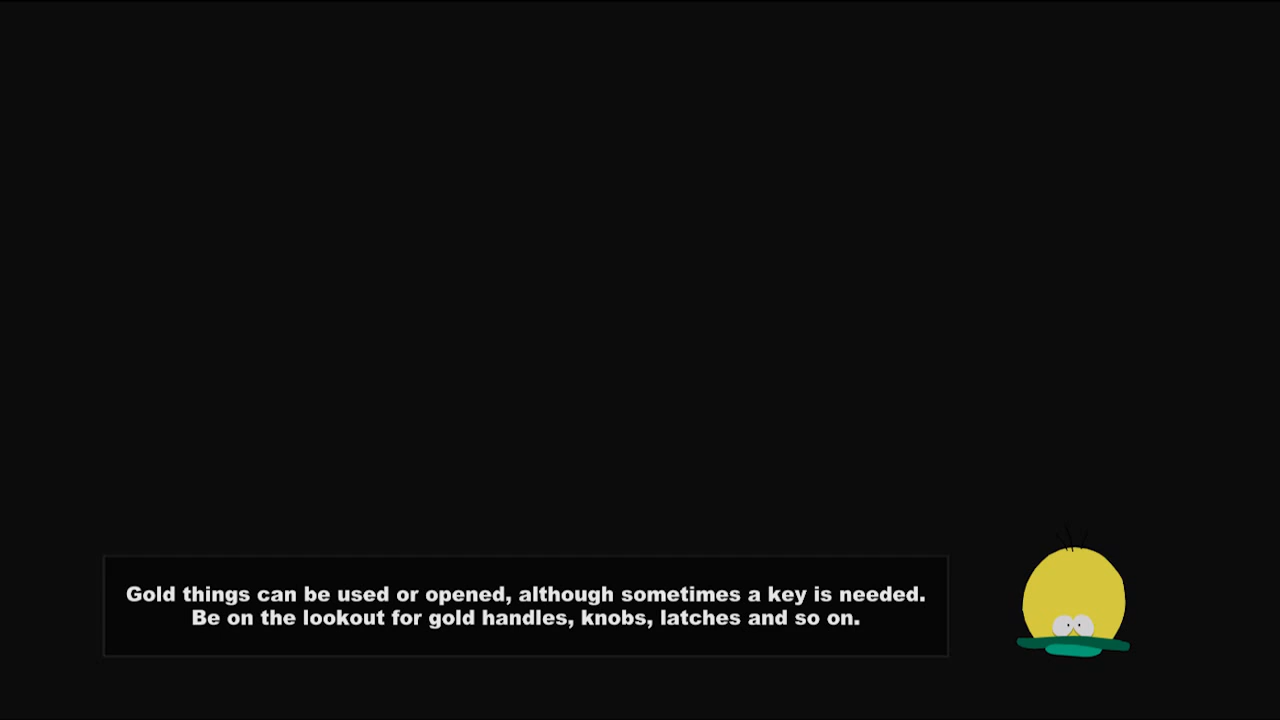 Gold things can be used or opened, although sometimes a key is needed.
Be on the lookout for gold handles, knobs, latches and so on.